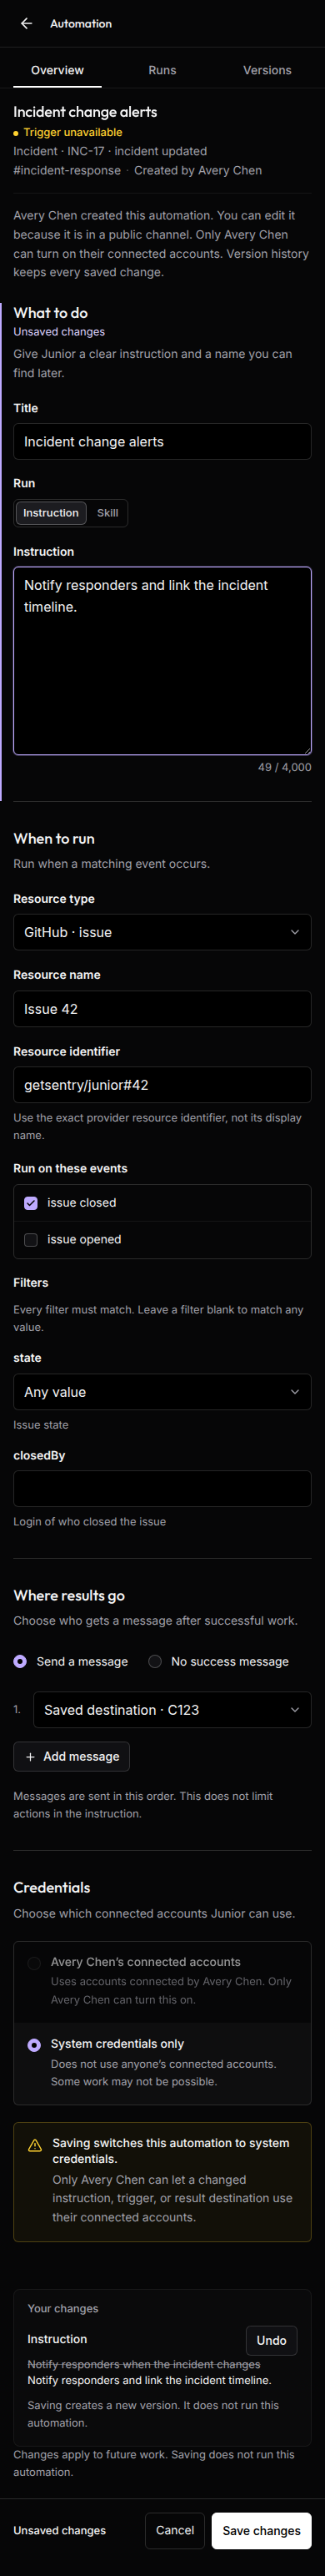 Automation
Overview
Runs
Versions
Incident change alerts
Trigger unavailable
Incident · INC-17 · incident updated
#incident-response · Created by Avery Chen
Avery Chen created this automation. You can edit it
because it is in a public channel. Only Avery Chen
can turn on their connected accounts. Version history
keeps every saved change.
What to do
Unsaved changes
Give Junior a clear instruction and a name you can
find later.
Title
Incident change alerts
Run
Instruction
Skill
Instruction
Notify responders and link the incident
timeline.
49 / 4,000
When to run
Run when a matching event occurs.
Resource type
GitHub · issue
Resource name
Issue 42
Resource identifier
getsentry/junior#42
Use the exact provider resource identifier, not its display
name.
Run on these events
issue closed
issue opened
Filters
Every filter must match. Leave a filter blank to match any
value.
state
Any value
Issue state
closedBy
Login of who closed the issue
Where results go
Choose who gets a message after successful work.
Send a message
No success message
1.
Saved destination · C123
+ Add message
Messages are sent in this order. This does not limit
actions in the instruction.
Credentials
Choose which connected accounts Junior can use.
Avery Chen's connected accounts
Uses accounts connected by Avery Chen. Only
Avery Chen can turn this on.
System credentials only
Does not use anyone's connected accounts.
Some work may not be possible.
Saving switches this automation to system
credentials.
Only Avery Chen can let a changed
instruction, trigger, or result destination use
their connected accounts.
Your changes
Instruction
Undo
Notify responders when the incident changes
Notify responders and link the incident timeline.
Saving creates a new version. It does not run this
automation.
Changes apply to future work. Saving does not run this
automation.
Unsaved changes
Cancel
Save changes